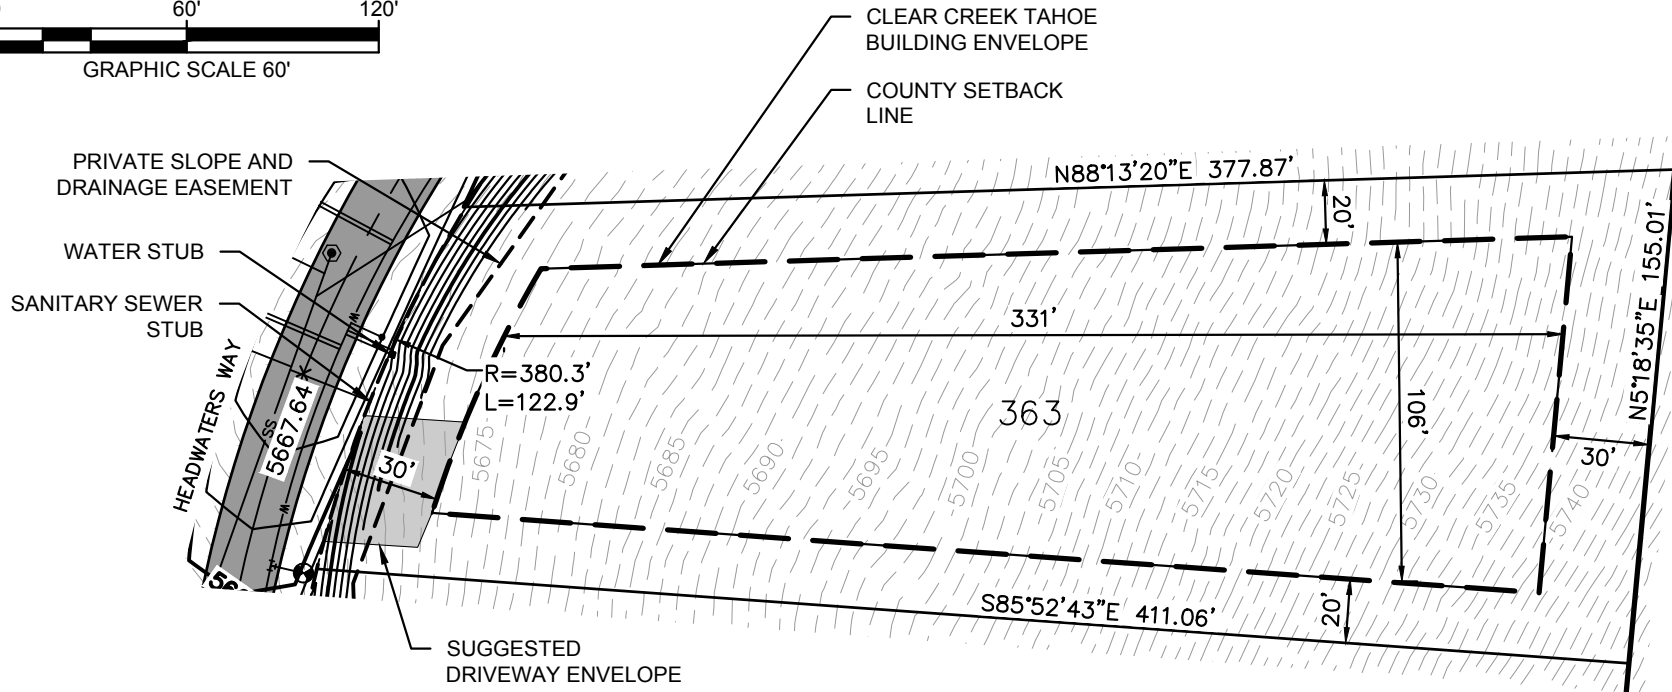 60'
120'
GRAPHIC SCALE 60'
CLEAR CREEK TAHOE
BUILDING ENVELOPE
COUNTY SETBACK
LINE
PRIVATE SLOPE AND
DRAINAGE EASEMENT
WATER STUB
SANITARY SEWER
STUB
N88°13'20"E 377.87'
20'
N5°18'35"E 155.01'
331'
R=380.3'
L=122.9'
HEADWATERS WAY
W
SS
5667.64
W
30'
363
106'
30'
5675
5680
5685
5690
5695
5700
5705
5710
5715
5720
5725
5730
5735
5740
S85°52'43"E 411.06'
20'
SUGGESTED
DRIVEWAY ENVELOPE